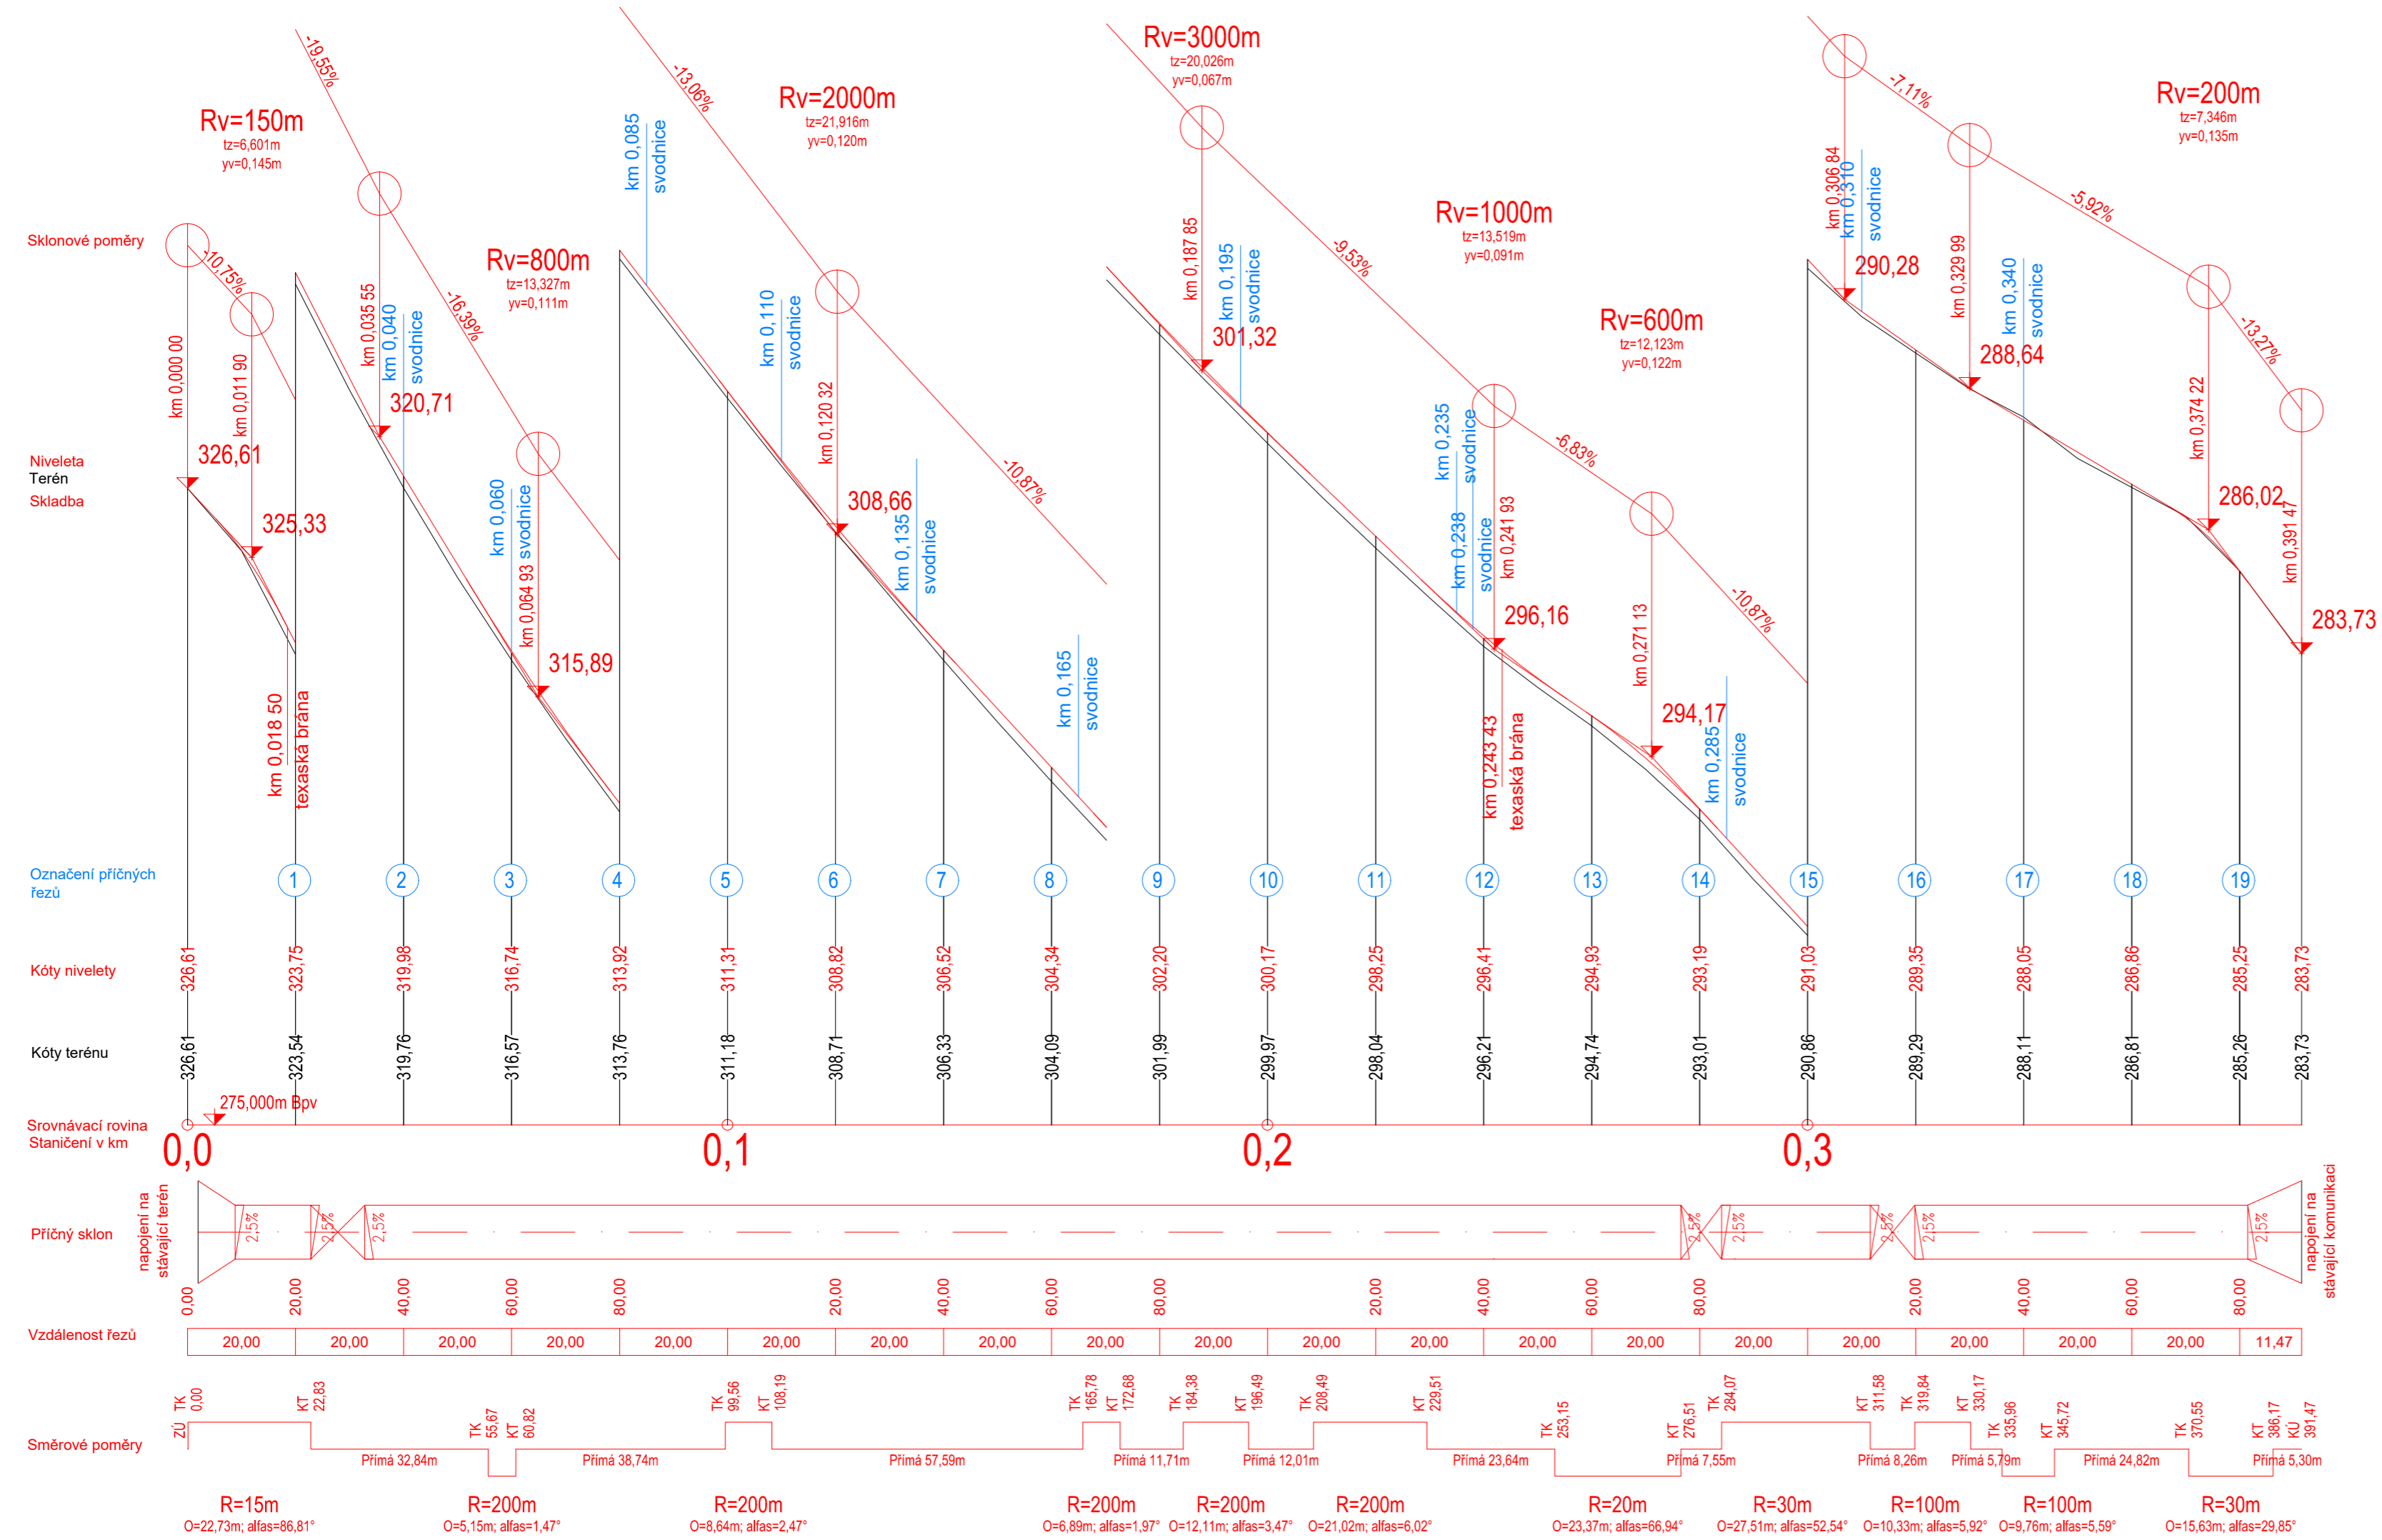 -19,55%
Rv=150m
tz=6,601m
yv=0,145m
-10,75%
km 0,000 00
km 0,011 90
km 0,035 55
km 0,040
svodnice
326,61
325,33
320,71
km 0,018 50
texaská brána
-16,39%
Rv=800m
tz=13,327m
yv=0,111m
km 0,060
svodnice
km 0,064 93
315,89
-13,06%
km 0,085
svodnice
Rv=2000m
tz=21,916m
yv=0,120m
km 0,110
svodnice
km 0,120 32
308,66
km 0,135
svodnice
-10,87%
km 0,165
svodnice
Rv=3000m
tz=20,026m
yv=0,067m
km 0,187 85
km 0,195
svodnice
301,32
-9,53%
Rv=1000m
tz=13,519m
yv=0,091m
km 0,235
svodnice
km 0,238
svodnice
km 0,241 93
296,16
km 0,243 43
texaská brána
-6,83%
Rv=600m
tz=12,123m
yv=0,122m
km 0,271 13
294,17
km 0,285
svodnice
-10,87%
km 0,306 84
km 0,310
svodnice
290,28
-7,11%
km 0,329 99
288,64
km 0,340
svodnice
-5,92%
Rv=200m
tz=7,346m
yv=0,135m
km 0,374 22
286,02
-13,27%
km 0,391 47
283,73
Sklonové poměry
Niveleta
Terén
Skladba
Označení příčných
řezů
1 2 3 4 5 6 7 8 9 10 11 12 13 14 15 16 17 18 19
Kóty nivelety
326,61 323,75 319,98 316,74 313,92 311,31 308,82 306,52 304,34 302,20 300,17 298,25 296,41 294,93 293,19 291,03 289,35 288,05 286,86 285,25 283,73
Kóty terénu
326,61 323,54 319,76 316,57 313,76 311,18 308,71 306,33 304,09 301,99 299,97 298,04 296,21 294,74 293,01 290,86 289,29 288,11 286,81 285,26 283,73
275,000m Bpv
Srovnávací rovina
Staničení v km
0,0 0,1 0,2 0,3
Příčný sklon
napojení na
stávající terén
2,5% 2,5% 2,5% 2,5% 2,5% 2,5% 2,5% 2,5%
napojení na
stávající komunikaci
0,00 20,00 40,00 60,00 80,00 20,00 40,00 60,00 80,00 20,00 40,00 60,00 80,00 20,00 40,00 60,00 80,00
Vzdálenost řezů
20,00 20,00 20,00 20,00 20,00 20,00 20,00 20,00 20,00 20,00 20,00 20,00 20,00 20,00 20,00 20,00 20,00 20,00 20,00 11,47
Směrové poměry
ZÚ TK
0,00
KT
22,83
TK
55,67
KT
60,82
TK
99,56
KT
108,19
TK
165,78
KT
172,68
TK
184,38
KT
196,49
TK
208,49
KT
229,51
TK
253,15
KT
276,51
TK
284,07
KT
311,58
TK
319,84
KT
330,17
TK
335,96
KT
345,72
TK
370,55
KT
386,17
KÚ
391,47
Přímá 32,84m Přímá 38,74m Přímá 57,59m Přímá 11,71m Přímá 12,01m Přímá 23,64m Přímá 7,55m Přímá 8,26m Přímá 5,79m Přímá 24,82m Přímá 5,30m
R=15m R=200m R=200m R=200m R=200m R=200m R=20m R=30m R=100m R=100m R=30m
O=22,73m; alfas=86,81° O=5,15m; alfas=1,47° O=8,64m; alfas=2,47° O=6,89m; alfas=1,97° O=12,11m; alfas=3,47° O=21,02m; alfas=6,02° O=23,37m; alfas=66,94° O=27,51m; alfas=52,54° O=10,33m; alfas=5,92° O=9,76m; alfas=5,59° O=15,63m; alfas=29,85°